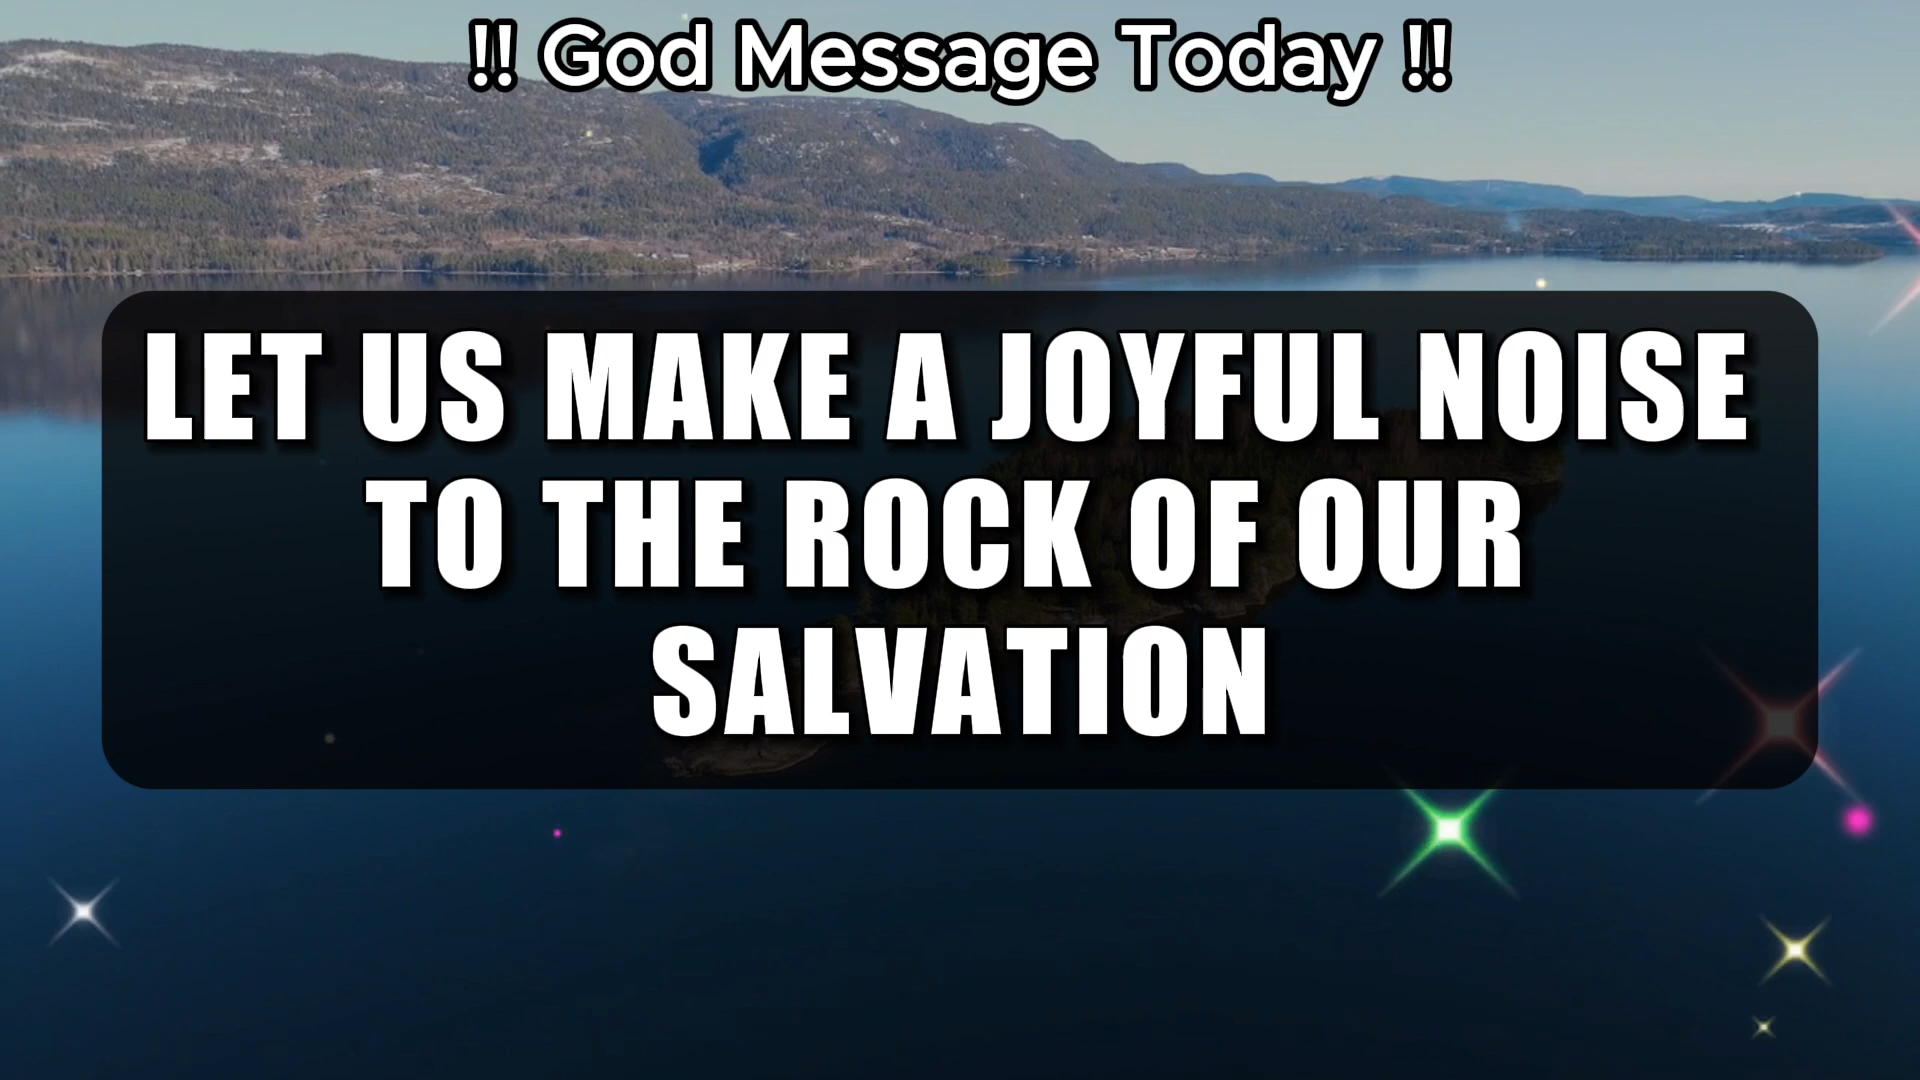 !! God Message Today !!
LET US MAKE A JOYFUL NOISE
TO THE ROCK OF OUR
SALVATION